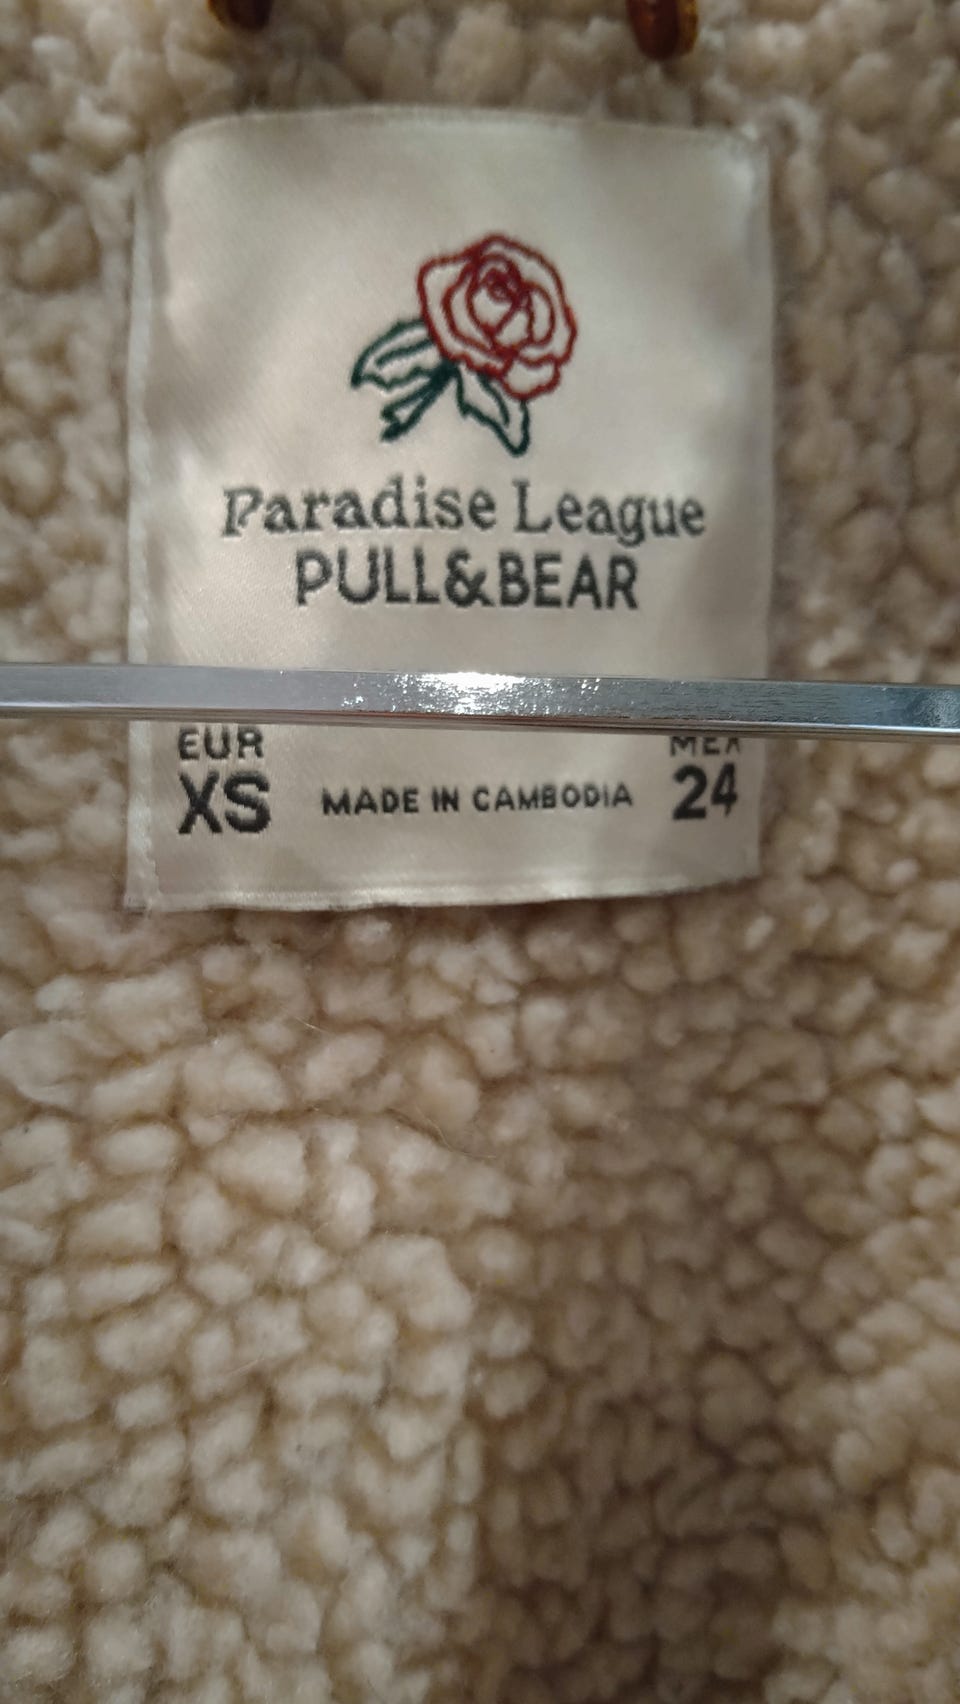 Paradise League
PULL&BEAR
EUR MEX
XS MADE IN CAMBODIA 24